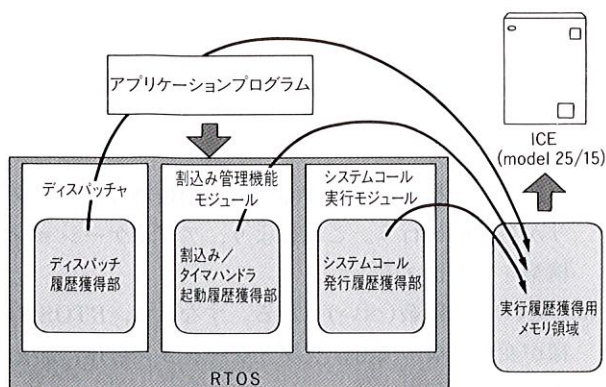 アプリケーションプログラム
ICE
(model 25/15)
ディスパッチャ
割込み管理機能
モジュール
システムコール
実行モジュール
ディスパッチ
履歴獲得部
割込み／
タイマハンドラ
起動履歴獲得部
システムコール
発行履歴獲得部
実行履歴獲得用
メモリ領域
RTOS